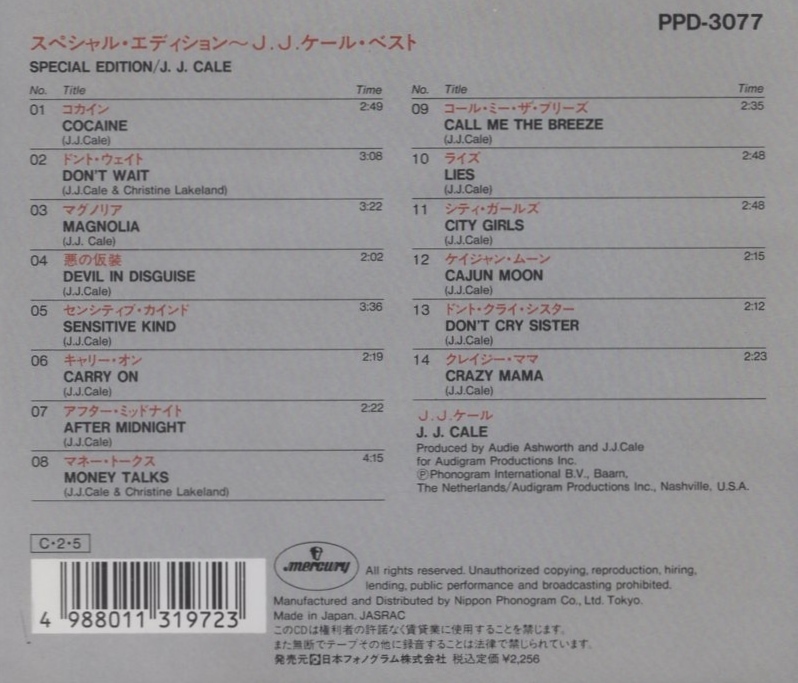 PPD-3077
スペシャル・エディション〜J.J.ケール・ベスト
SPECIAL EDITION/J. J. CALE
No. Title Time
01 コカイン 2:49
COCAINE
(J.J.Cale)
02 ドント・ウェイト 3:08
DON'T WAIT
(J.J.Cale & Christine Lakeland)
03 マグノリア 3:22
MAGNOLIA
(J.J. Cale)
04 悪の仮装 2:02
DEVIL IN DISGUISE
(J.J.Cale)
05 センシティブ・カインド 3:36
SENSITIVE KIND
(J.J.Cale)
06 キャリー・オン 2:19
CARRY ON
(J.J.Cale)
07 アフター・ミッドナイト 2:22
AFTER MIDNIGHT
(J.J.Cale)
08 マネー・トークス 4:15
MONEY TALKS
(J.J.Cale & Christine Lakeland)
No. Title Time
09 コール・ミー・ザ・ブリーズ 2:35
CALL ME THE BREEZE
(J.J.Cale)
10 ライズ 2:48
LIES
(J.J.Cale)
11 シティ・ガールズ 2:48
CITY GIRLS
(J.J.Cale)
12 ケイジャン・ムーン 2:15
CAJUN MOON
(J.J.Cale)
13 ドント・クライ・シスター 2:12
DON'T CRY SISTER
(J.J.Cale)
14 クレイジー・ママ 2:23
CRAZY MAMA
(J.J.Cale)
J.J.ケール
J. J. CALE
Produced by Audie Ashworth and J.J.Cale
for Audigram Productions Inc.
ⓅPhonogram International B.V., Baarn,
The Netherlands/Audigram Productions Inc., Nashville, U.S.A.
C・2・5
4 988011 319723
mercury
All rights reserved. Unauthorized copying, reproduction, hiring,
lending, public performance and broadcasting prohibited.
Manufactured and Distributed by Nippon Phonogram Co., Ltd. Tokyo.
Made in Japan. JASRAC
このCDは権利者の許諾なく賃貸業に使用することを禁じます。
また無断でテープその他に録音することは法律で禁じられています。
発売元 日本フォノグラム株式会社 税込定価¥2,256